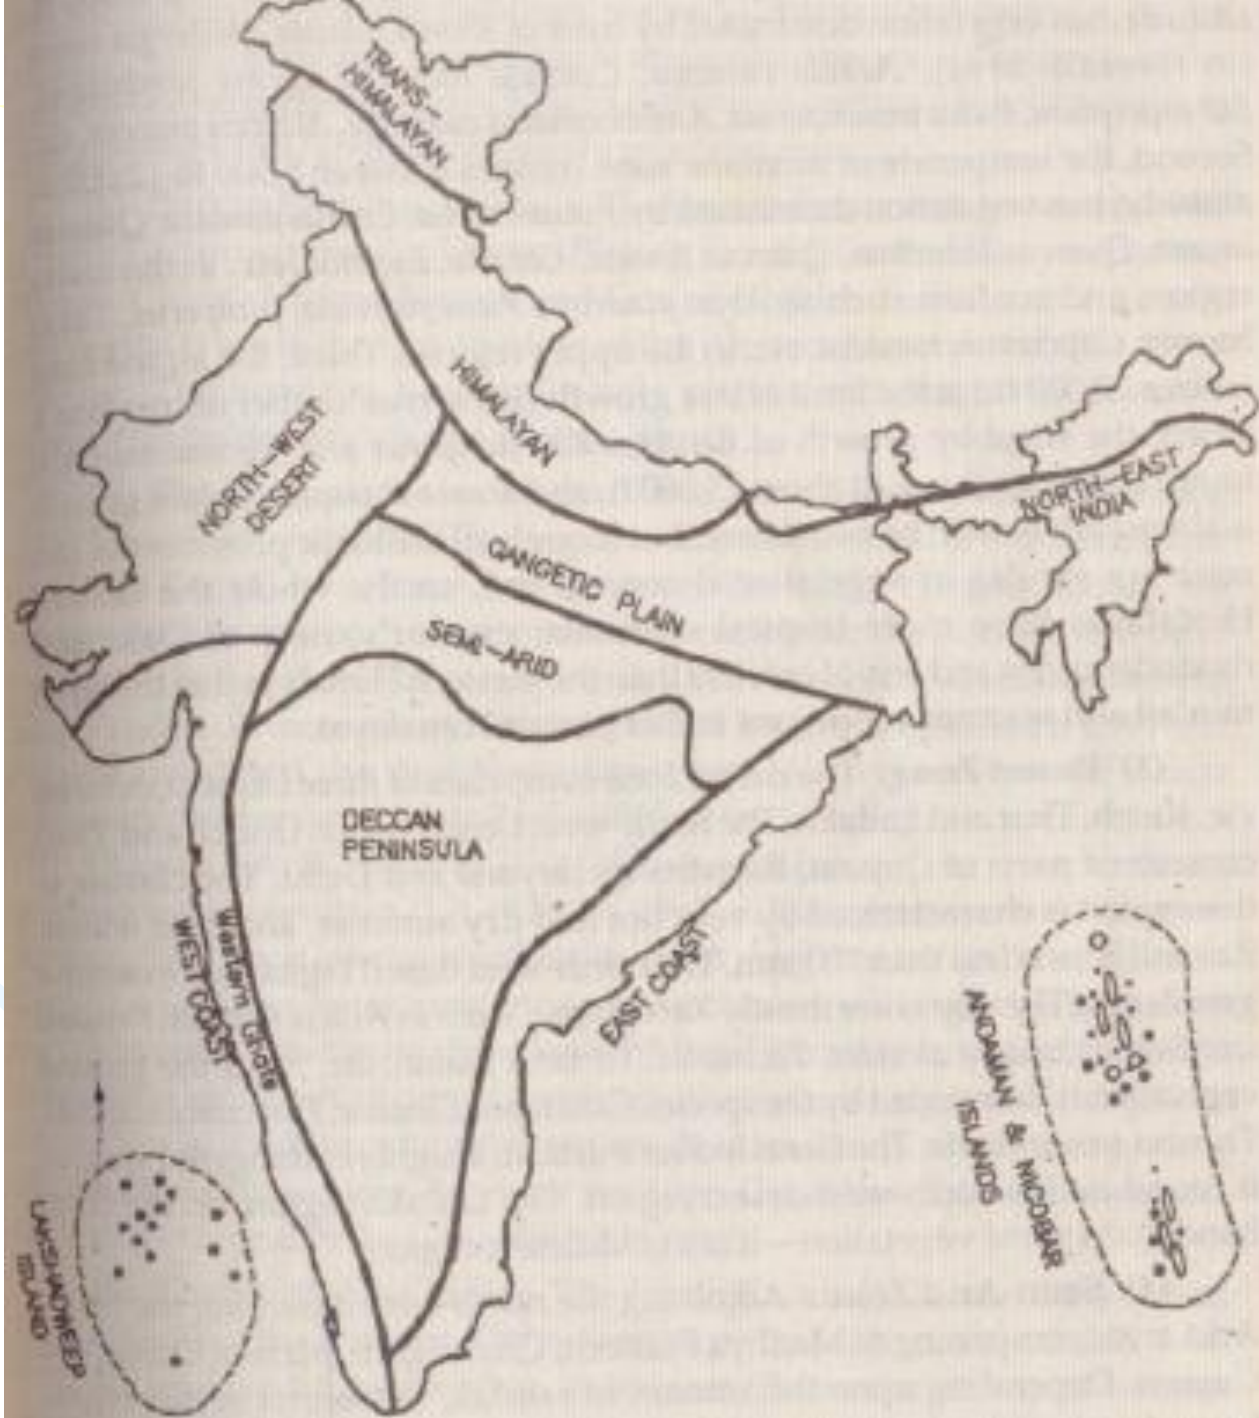 TRANS-
HIMALAYAN
HIMALAYAN
NORTH-WEST
DESERT
NORTH-EAST
INDIA
GANGETIC PLAIN
SEMI-ARID
DECCAN
PENINSULA
WEST COAST
Western Ghats
EAST COAST
ANDAMAN & NICOBAR
ISLANDS
LAKSHADWEEP
ISLAND